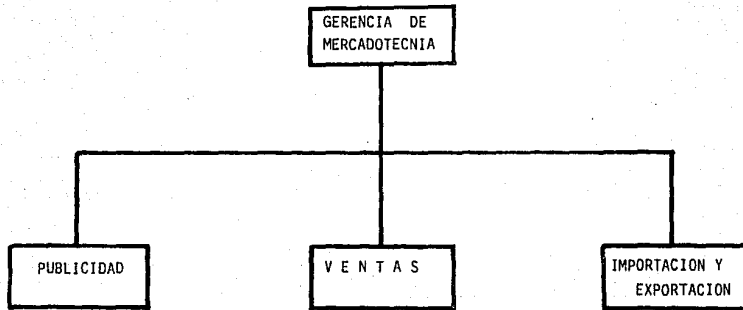 GERENCIA DE
MERCADOTECNIA
PUBLICIDAD
V E N T A S
IMPORTACION Y
EXPORTACION